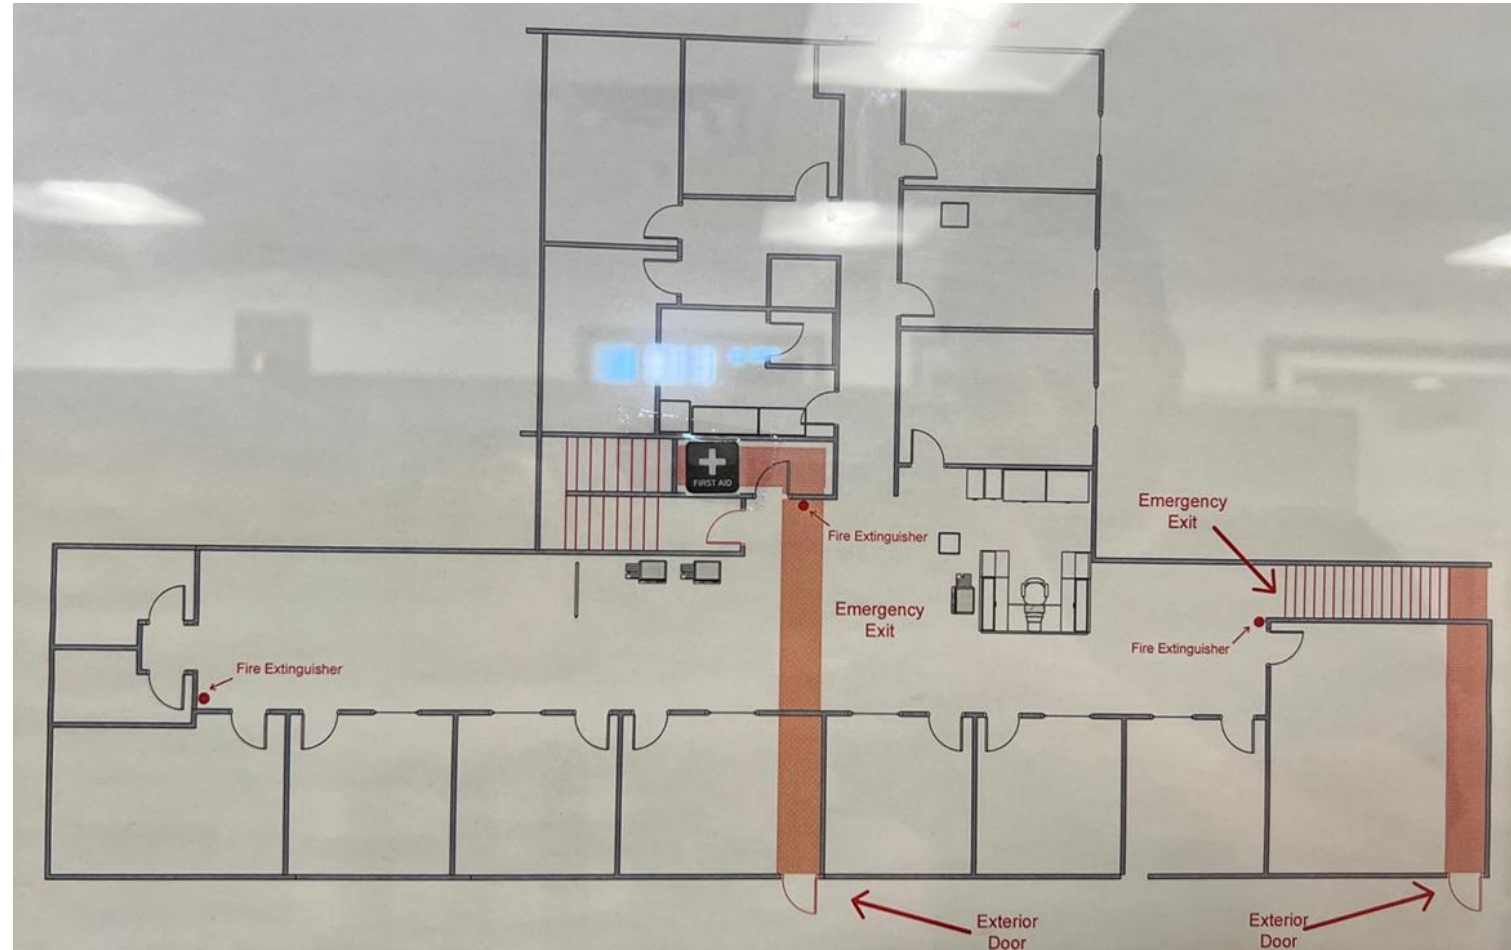 FIRST AID
Emergency
Exit
Fire Extinguisher
Emergency
Exit
Fire Extinguisher
Fire Extinguisher
Exterior
Door
Exterior
Door